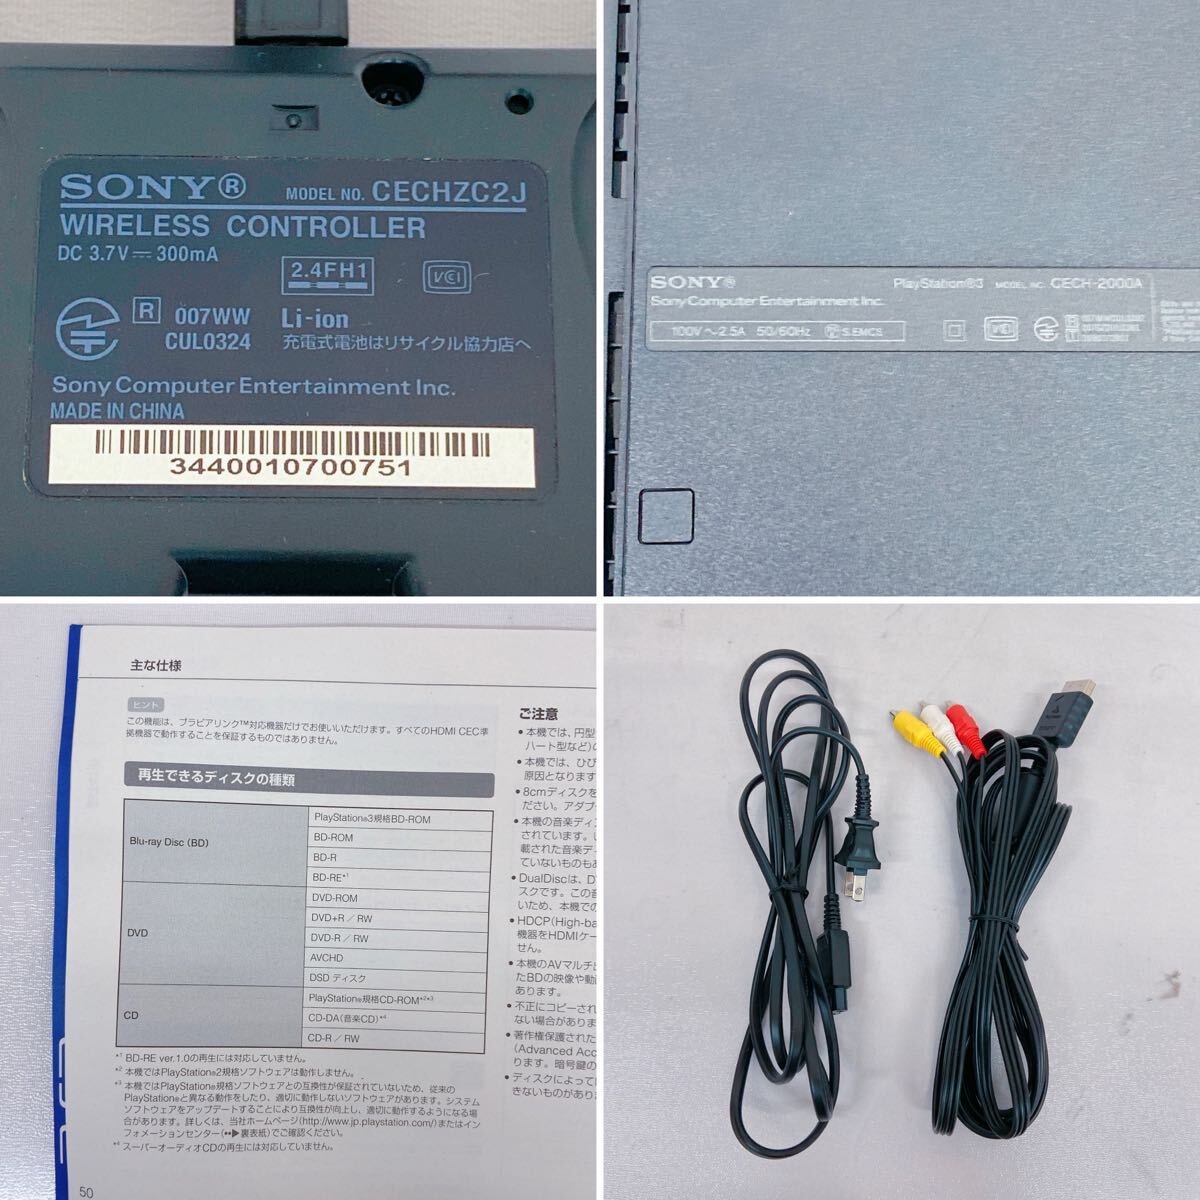 SONY® MODEL NO. CECHZC2J
WIRELESS CONTROLLER
DC 3.7V 300mA
2.4FH1
VCI
R 007WW
CUL0324
Li-ion
充電式電池はリサイクル協力店へ
Sony Computer Entertainment Inc.
MADE IN CHINA
3440010700751
SONY® PlayStation®3 CECH-2000A
Sony Computer Entertainment Inc.
100V～2.5A 50/60Hz S.EMCS
主な仕様
ヒント
この機能は、ブラビアリンク™対応機器だけでお使いいただけます。すべてのHDMI CEC準
拠機器で動作することを保証するものではありません。
再生できるディスクの種類
Blu-ray Disc (BD)
PlayStation®3規格BD-ROM
BD-ROM
BD-R
BD-RE*1
DVD
DVD-ROM
DVD+R / RW
DVD-R / RW
AVCHD
DSD ディスク
CD
PlayStation®規格CD-ROM*2*3
CD-DA(音楽CD)*4
CD-R / RW
*1 BD-RE ver.1.0の再生には対応していません。
*2 本機ではPlayStation®2規格ソフトウェアは動作しません。
*3 本機ではPlayStation®規格ソフトウェアとの互換性が保証されていないため、従来の
PlayStation®と異なる動作をしたり、適切に動作しないソフトウェアがあります。システム
ソフトウェアをアップデートすることにより互換性が向上し、適切に動作するようになる場
合があります。詳しくは、当社ホームページ(http://www.jp.playstation.com/)またはイン
フォメーションセンター(••▶裏表紙)でご確認ください。
*4 スーパーオーディオCDの再生には対応していません。
50
ご注意
• 本機では、円型
ハート型など)の
• 本機では、ひび
原因となります
• 8cmディスクを
ださい。アダプ
• 本機の音楽ディ
されています。
載された音楽デ
ていないものもあ
• DualDiscは、D
スクです。この音
いため、本機での
• HDCP(High-ba
機器をHDMIケー
せん。
• 本機のAVマルチ出
たBDの映像や動画
あります。
• 不正にコピーされ
ない場合がありま
• 著作権保護された
(Advanced Acc
ります。暗号鍵の
• ディスクによって
きないものがあり